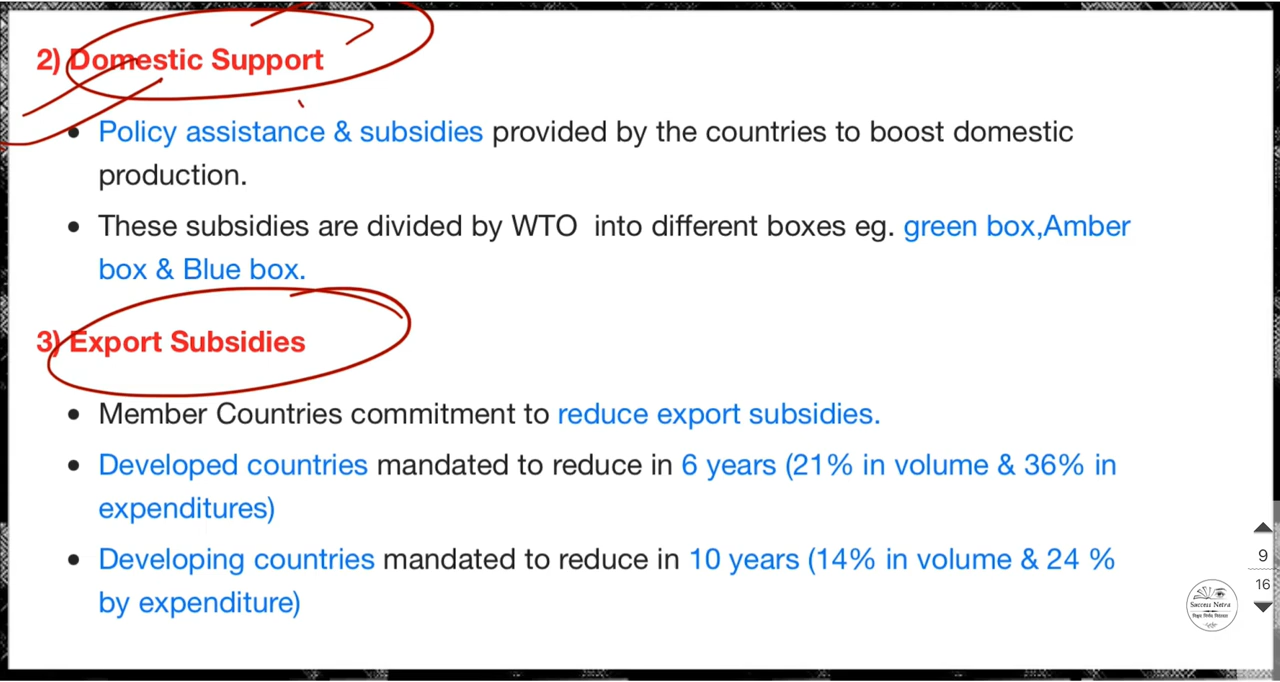 2) Domestic Support
• Policy assistance & subsidies provided by the countries to boost domestic
production.
• These subsidies are divided by WTO into different boxes eg. green box,Amber
box & Blue box.
3) Export Subsidies
• Member Countries commitment to reduce export subsidies.
• Developed countries mandated to reduce in 6 years (21% in volume & 36% in
expenditures)
• Developing countries mandated to reduce in 10 years (14% in volume & 24 %
by expenditure)
9
16
Success Netra